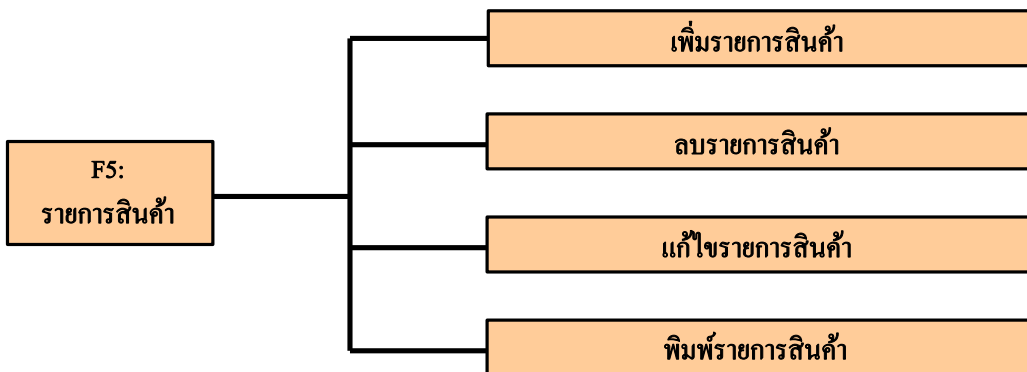 เพิ่มรายการสินค้า
ลบรายการสินค้า
F5:
รายการสินค้า
แก้ไขรายการสินค้า
พิมพ์รายการสินค้า